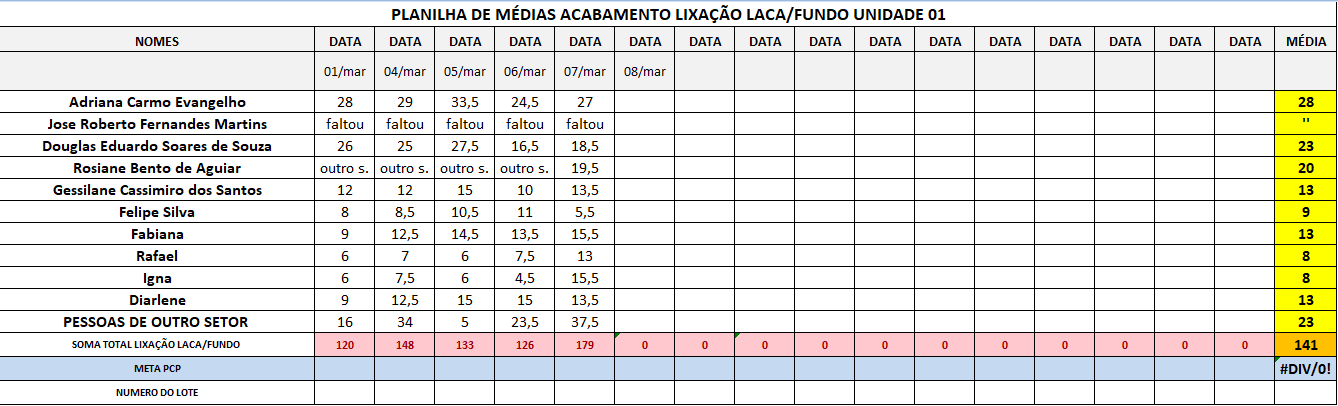 PLANILHA DE MÉDIAS ACABAMENTO LIXAÇÃO LACA/FUNDO UNIDADE 01
NOMES DATA DATA DATA DATA DATA DATA DATA DATA DATA DATA DATA DATA DATA DATA DATA DATA MÉDIA
01/mar 04/mar 05/mar 06/mar 07/mar 08/mar
Adriana Carmo Evangelho 28 29 33,5 24,5 27 28
Jose Roberto Fernandes Martins faltou faltou faltou faltou faltou ''
Douglas Eduardo Soares de Souza 26 25 27,5 16,5 18,5 23
Rosiane Bento de Aguiar outro s. outro s. outro s. outro s. 19,5 20
Gessilane Cassimiro dos Santos 12 12 15 10 13,5 13
Felipe Silva 8 8,5 10,5 11 5,5 9
Fabiana 9 12,5 14,5 13,5 15,5 13
Rafael 6 7 6 7,5 13 8
Igna 6 7,5 6 4,5 15,5 8
Diarlene 9 12,5 15 15 13,5 13
PESSOAS DE OUTRO SETOR 16 34 5 23,5 37,5 23
SOMA TOTAL LIXAÇÃO LACA/FUNDO 120 148 133 126 179 0 0 0 0 0 0 0 0 0 0 0 141
META PCP #DIV/0!
NUMERO DO LOTE